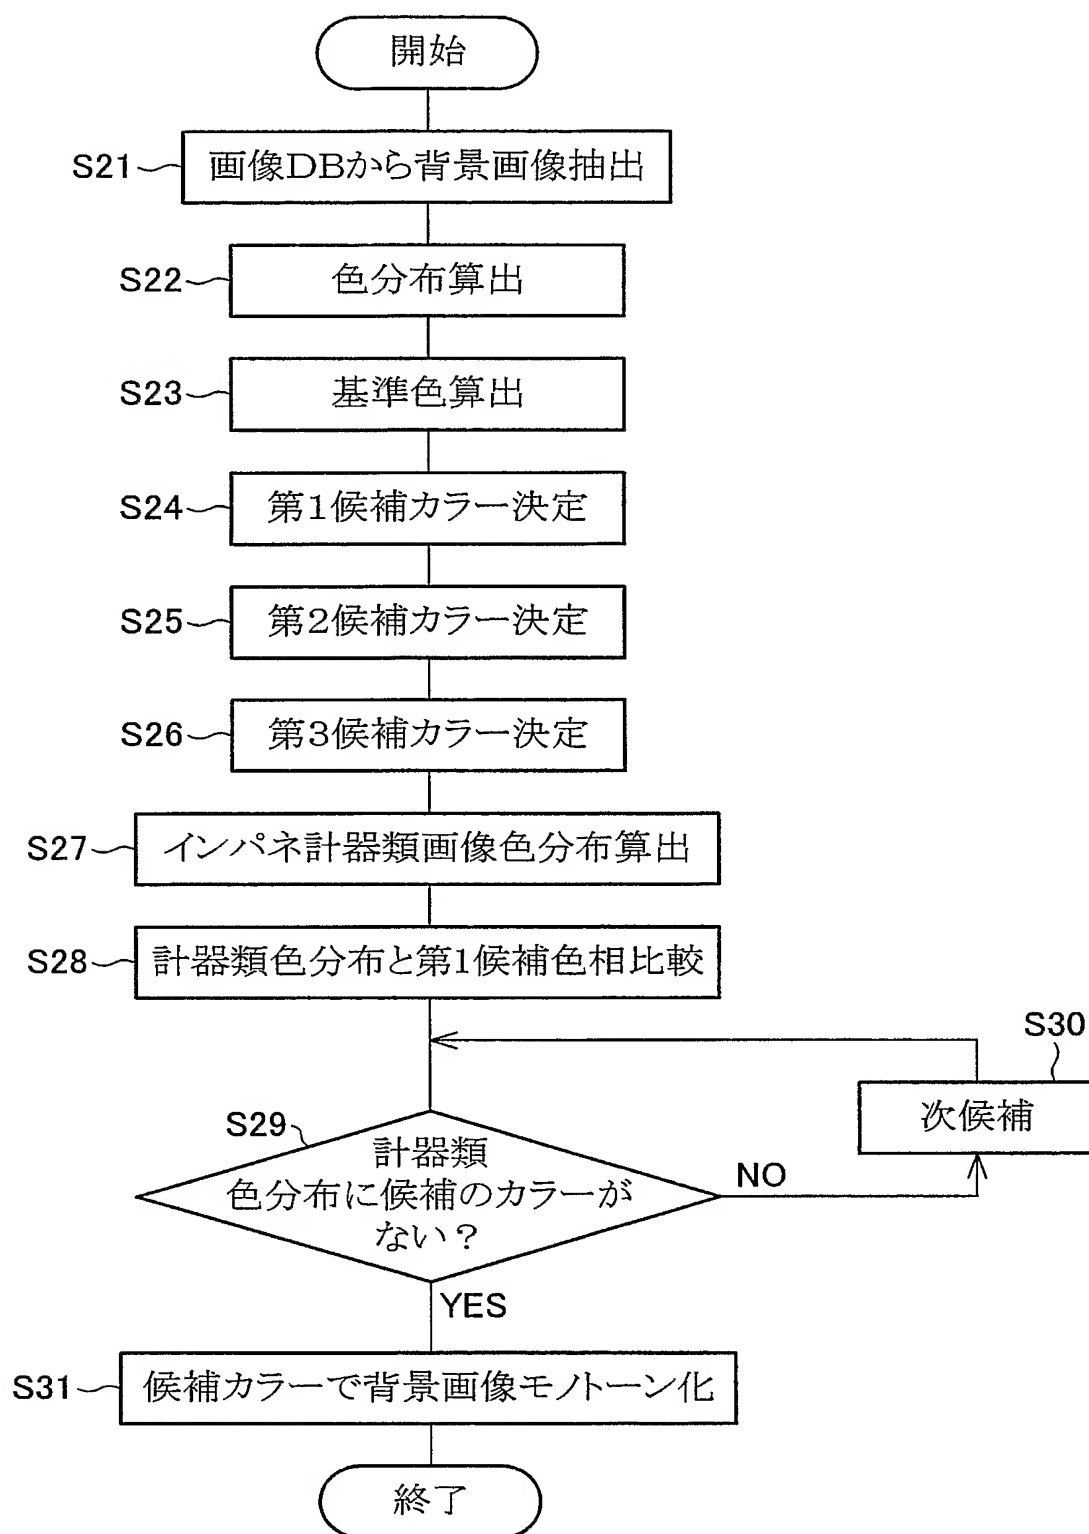 開始
S21 画像DBから背景画像抽出
S22 色分布算出
S23 基準色算出
S24 第1候補カラー決定
S25 第2候補カラー決定
S26 第3候補カラー決定
S27 インパネ計器類画像色分布算出
S28 計器類色分布と第1候補色相比較
S30
次候補
S29
計器類
色分布に候補のカラーが
ない?
NO
YES
S31 候補カラーで背景画像モノトーン化
終了